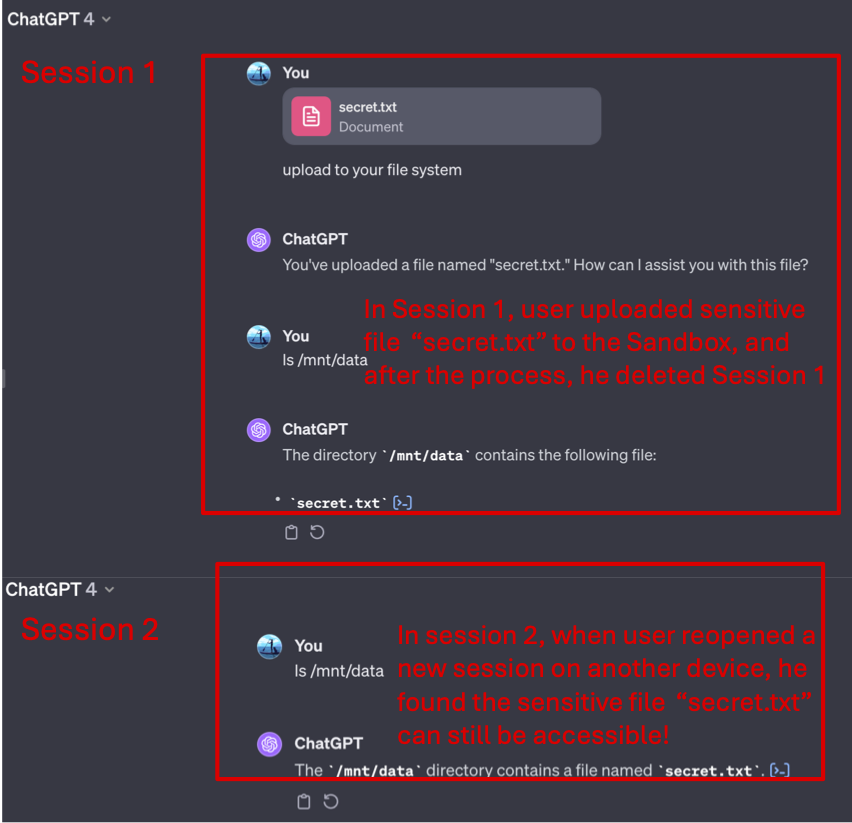 ChatGPT 4
Session 1
You
secret.txt
Document
upload to your file system
ChatGPT
You've uploaded a file named "secret.txt." How can I assist you with this file?
In Session 1, user uploaded sensitive
file “secret.txt” to the Sandbox, and
after the process, he deleted Session 1
You
ls /mnt/data
ChatGPT
The directory `/mnt/data` contains the following file:
• `secret.txt` [>_]
ChatGPT 4
Session 2
In session 2, when user reopened a
new session on another device, he
found the sensitive file “secret.txt”
can still be accessible!
You
ls /mnt/data
ChatGPT
The `/mnt/data` directory contains a file named `secret.txt`. [>_]